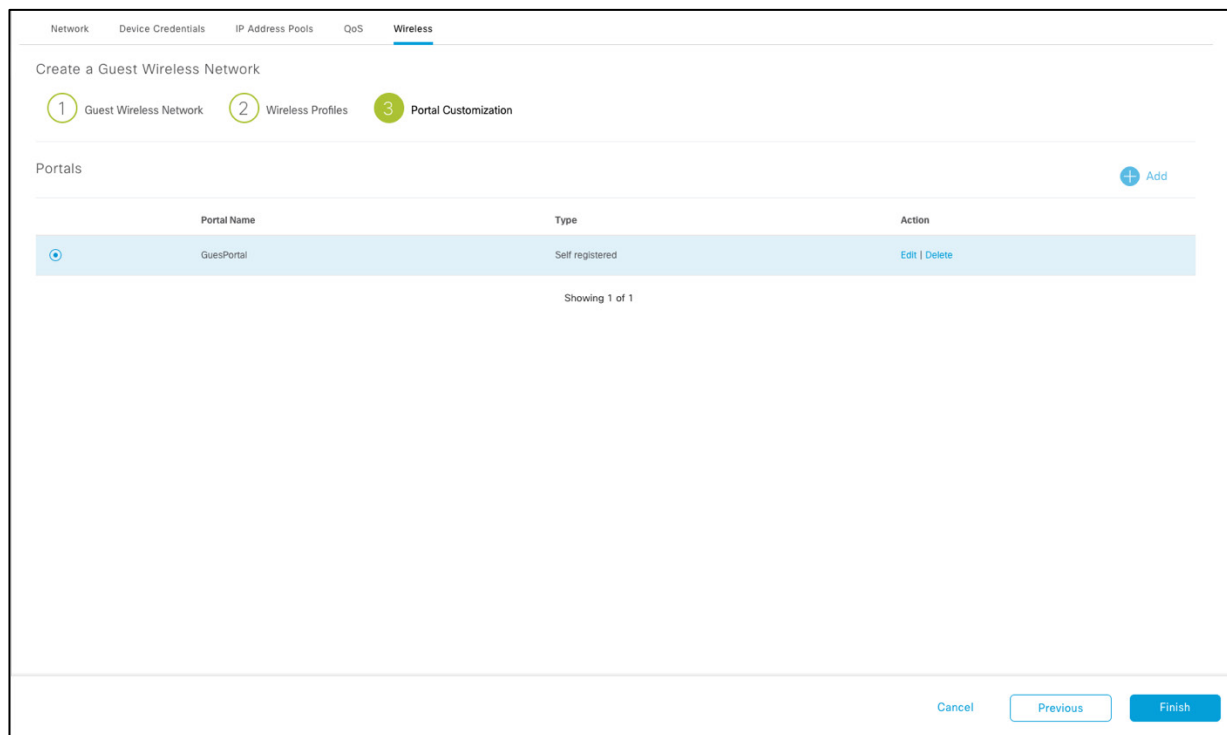 Network Device Credentials IP Address Pools QoS Wireless
Create a Guest Wireless Network
1 Guest Wireless Network 2 Wireless Profiles 3 Portal Customization
Portals
Add
Portal Name Type Action
GuesPortal Self registered Edit | Delete
Showing 1 of 1
Cancel Previous Finish